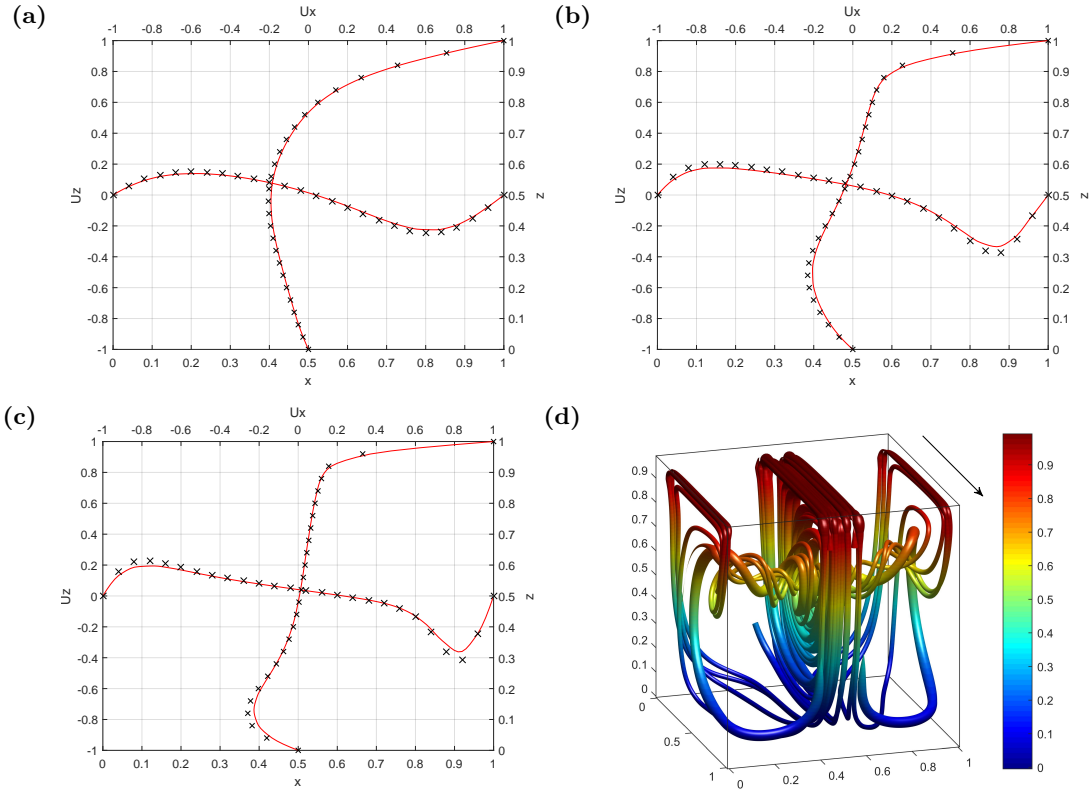 (a)
Ux
-1 -0.8 -0.6 -0.4 -0.2 0 0.2 0.4 0.6 0.8 1
1 0.8 0.6 0.4 0.2 0 -0.2 -0.4 -0.6 -0.8 -1
Uz
1 0.9 0.8 0.7 0.6 0.5 0.4 0.3 0.2 0.1 0
z
0 0.1 0.2 0.3 0.4 0.5 0.6 0.7 0.8 0.9 1
x
(b)
Ux
-1 -0.8 -0.6 -0.4 -0.2 0 0.2 0.4 0.6 0.8 1
1 0.8 0.6 0.4 0.2 0 -0.2 -0.4 -0.6 -0.8 -1
Uz
1 0.9 0.8 0.7 0.6 0.5 0.4 0.3 0.2 0.1 0
z
0 0.1 0.2 0.3 0.4 0.5 0.6 0.7 0.8 0.9 1
x
(c)
Ux
-1 -0.8 -0.6 -0.4 -0.2 0 0.2 0.4 0.6 0.8 1
1 0.8 0.6 0.4 0.2 0 -0.2 -0.4 -0.6 -0.8 -1
Uz
1 0.9 0.8 0.7 0.6 0.5 0.4 0.3 0.2 0.1 0
z
0 0.1 0.2 0.3 0.4 0.5 0.6 0.7 0.8 0.9 1
x
(d)
0.9 0.8 0.7 0.6 0.5 0.4 0.3 0.2 0.1 0
0 0.5 1
0 0.2 0.4 0.6 0.8 1
0.9 0.8 0.7 0.6 0.5 0.4 0.3 0.2 0.1 0